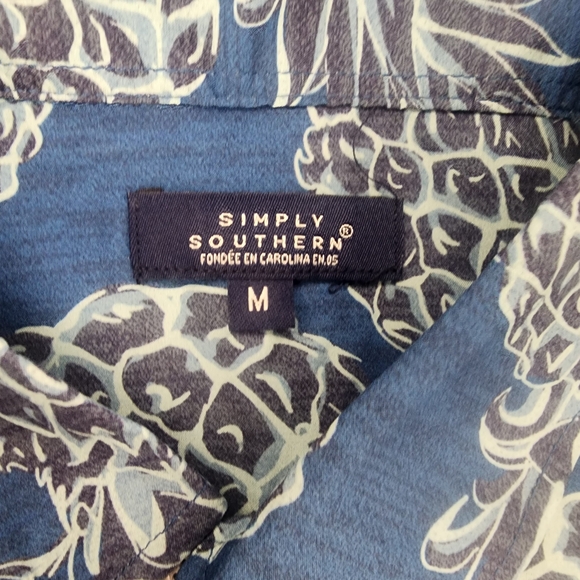 SIMPLY
SOUTHERN®
FONDÉE EN CAROLINA EN.05
M